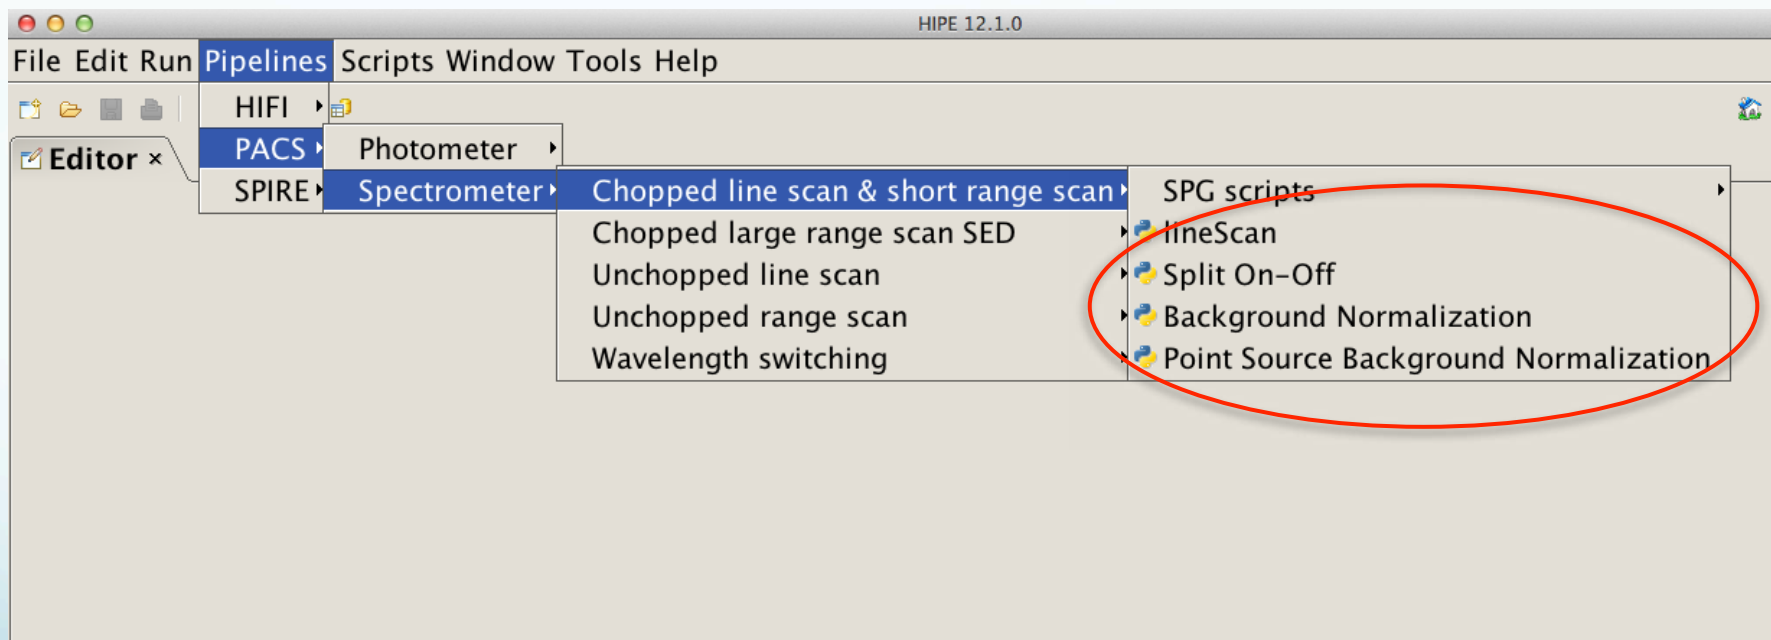 HIPE 12.1.0
File Edit Run Pipelines Scripts Window Tools Help
HIFI
Editor × PACS Photometer
SPIRE Spectrometer Chopped line scan & short range scan SPG scripts
Chopped large range scan SED lineScan
Unchopped line scan Split On-Off
Unchopped range scan Background Normalization
Wavelength switching Point Source Background Normalization